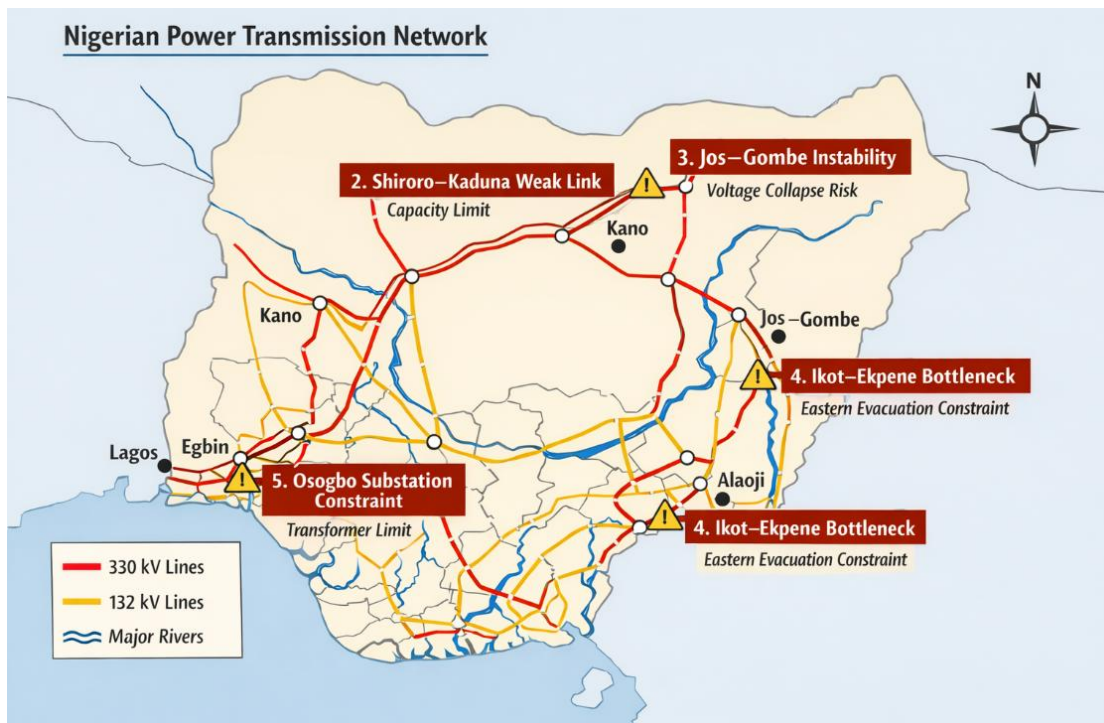 Nigerian Power Transmission Network
N
3. Jos–Gombe Instability
Voltage Collapse Risk
2. Shiroro–Kaduna Weak Link
Capacity Limit
Kano
Kano
Jos–Gombe
4. Ikot–Ekpene Bottleneck
Eastern Evacuation Constraint
Egbin
Lagos
5. Osogbo Substation
Constraint
Transformer Limit
Alaoji
4. Ikot–Ekpene Bottleneck
Eastern Evacuation Constraint
330 kV Lines
132 kV Lines
Major Rivers